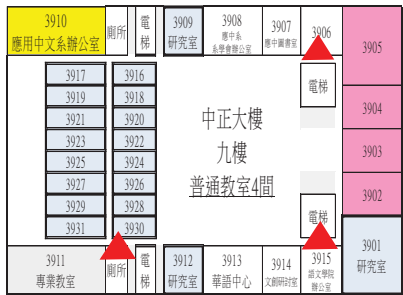 3910
應用中文系辦公室
廁所
電梯
3909
研究室
3908
應中系
系學會辦公室
3907
應中圖書室
3906
3905
3917
3916
3919
3918
3921
3920
3923
3922
3925
3924
3927
3926
3929
3928
3931
3930
中正大樓
九樓
普通教室4間
電梯
電梯
3904
3903
3902
3901
研究室
3911
專業教室
廁所
電梯
3912
研究室
3913
華語中心
3914
文創研討室
3915
語文學院
辦公室